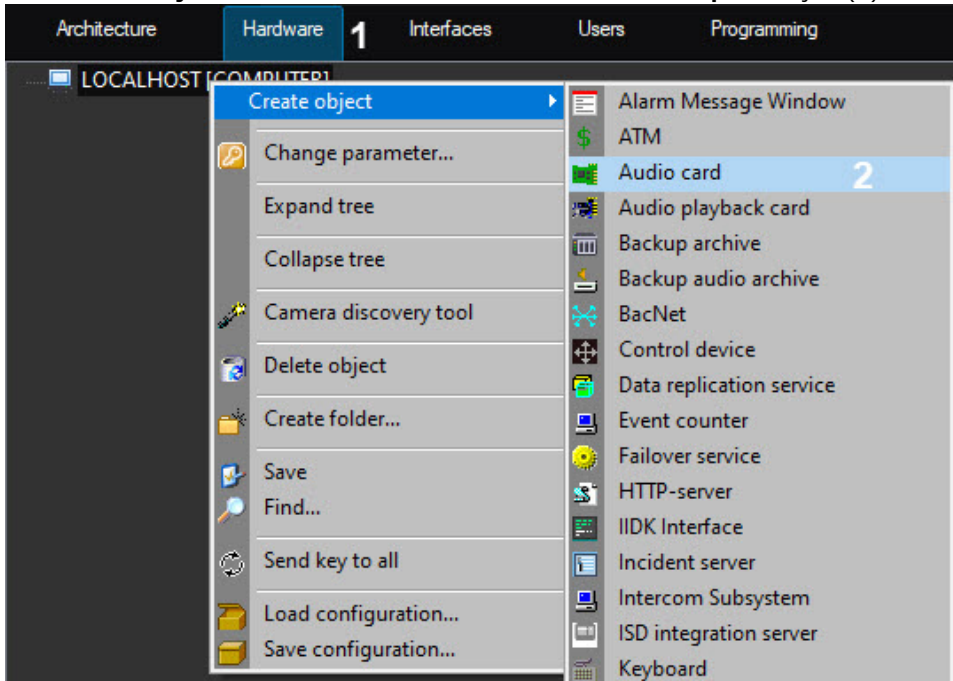 Architecture Hardware 1 Interfaces Users Programming
LOCALHOST [COMPUTER]
Create object
Change parameter...
Expand tree
Collapse tree
Camera discovery tool
Delete object
Create folder...
Save
Find...
Send key to all
Load configuration...
Save configuration...
Alarm Message Window
ATM
Audio card 2
Audio playback card
Backup archive
Backup audio archive
BacNet
Control device
Data replication service
Event counter
Failover service
HTTP-server
IIDK Interface
Incident server
Intercom Subsystem
ISD integration server
Keyboard